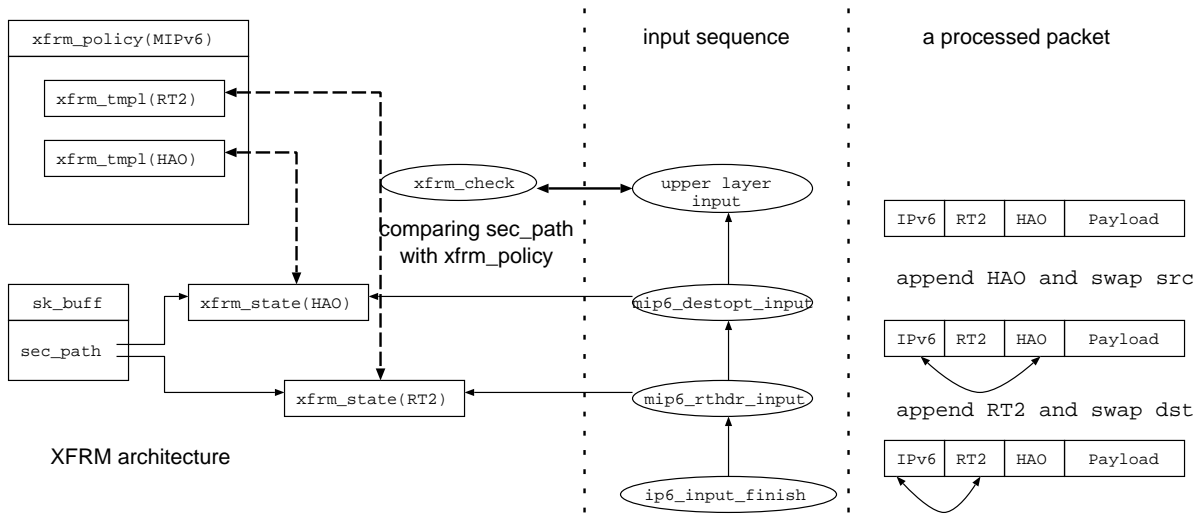 xfrm_policy(MIPv6)
xfrm_tmpl(RT2)
xfrm_tmpl(HAO)
sk_buff
sec_path
xfrm_state(HAO)
xfrm_state(RT2)
xfrm_check
comparing sec_path
with xfrm_policy
XFRM architecture
input sequence
upper layer
input
mip6_destopt_input
mip6_rthdr_input
ip6_input_finish
a processed packet
IPv6 RT2 HAO Payload
append HAO and swap src
IPv6 RT2 HAO Payload
append RT2 and swap dst
IPv6 RT2 HAO Payload